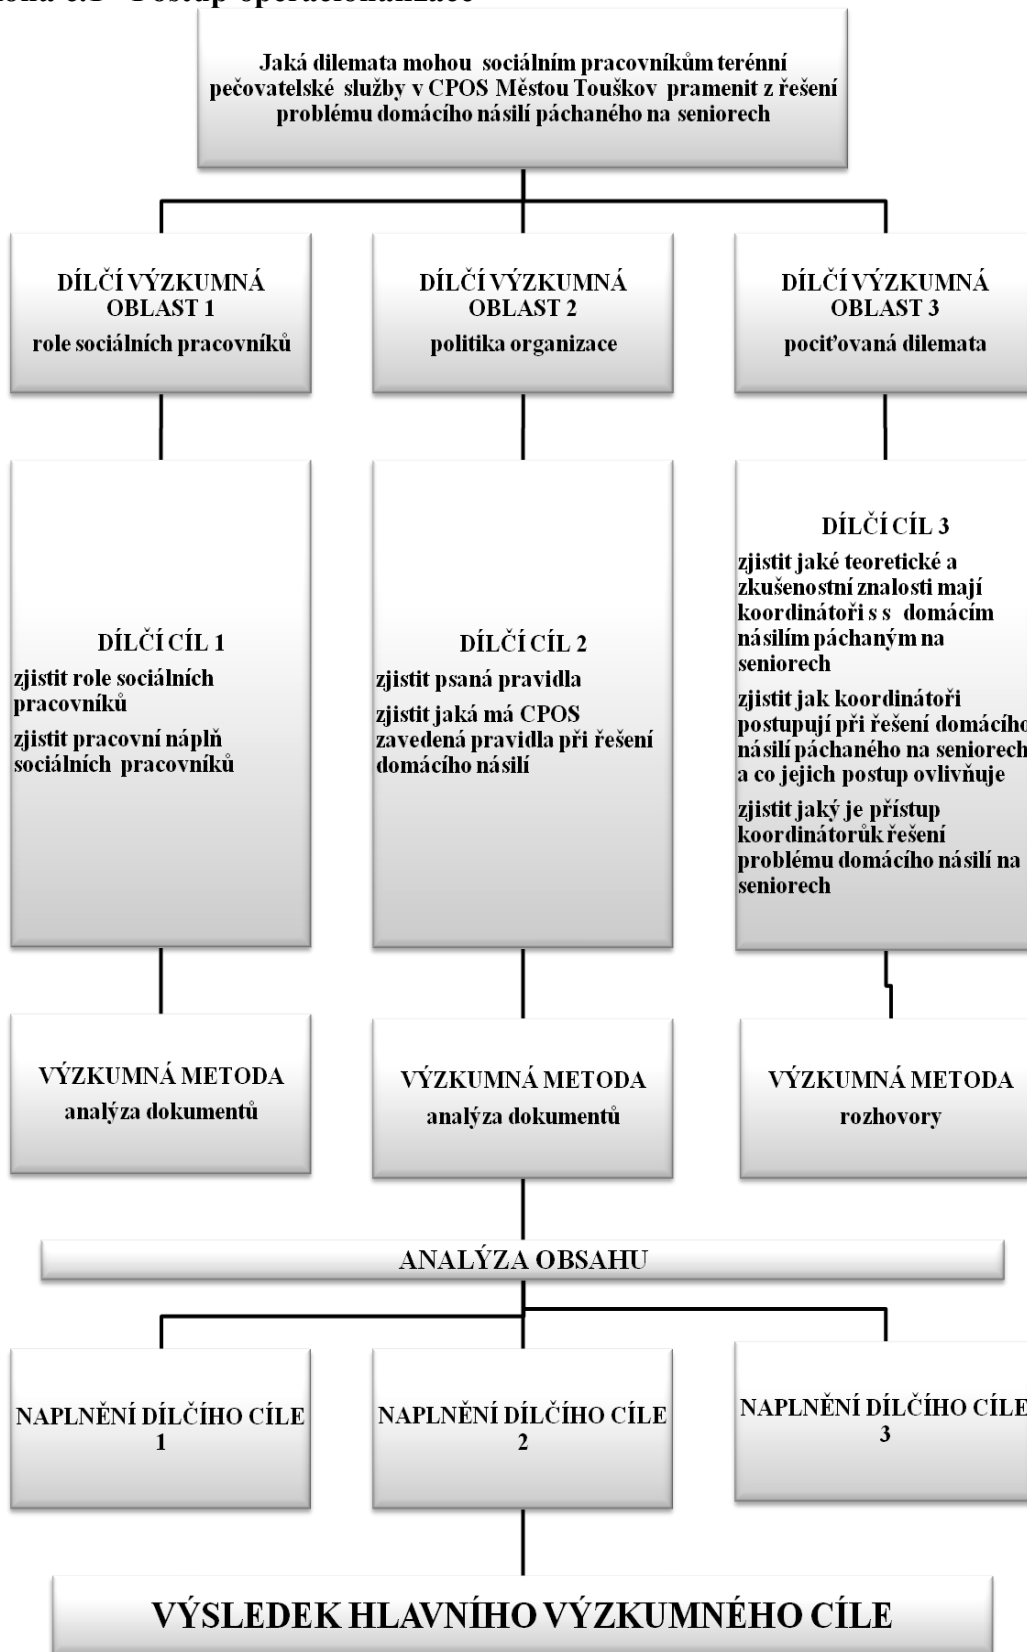 Postup operacionalizace
Jaká dilemata mohou sociálním pracovníkům terénní
pečovatelské služby v CPOS Městou Touškov pramenit z řešení
problému domácího násilí páchaného na seniorech
DÍLČÍ VÝZKUMNÁ
OBLAST 1
role sociálních pracovníků
DÍLČÍ VÝZKUMNÁ
OBLAST 2
politika organizace
DÍLČÍ VÝZKUMNÁ
OBLAST 3
pociťovaná dilemata
DÍLČÍ CÍL 1
zjistit role sociálních
pracovníků
zjistit pracovní náplň
sociálních pracovníků
DÍLČÍ CÍL 2
zjistit psaná pravidla
zjistit jaká má CPOS
zavedená pravidla při řešení
domácího násilí
DÍLČÍ CÍL 3
zjistit jaké teoretické a
zkušenostní znalosti mají
koordinátoři s s domácím
násilím páchaným na
seniorech
zjistit jak koordinátoři
postupují při řešení domácího
násilí páchaného na seniorech
a co jejich postup ovlivňuje
zjistit jaký je přístup
koordinátorůk řešení
problému domácího násilí na
seniorech
VÝZKUMNÁ METODA
analýza dokumentů
VÝZKUMNÁ METODA
analýza dokumentů
VÝZKUMNÁ METODA
rozhovory
ANALÝZA OBSAHU
NAPLNĚNÍ DÍLČÍHO CÍLE
1
NAPLNĚNÍ DÍLČÍHO CÍLE
2
NAPLNĚNÍ DÍLČÍHO CÍLE
3
VÝSLEDEK HLAVNÍHO VÝZKUMNÉHO CÍLE